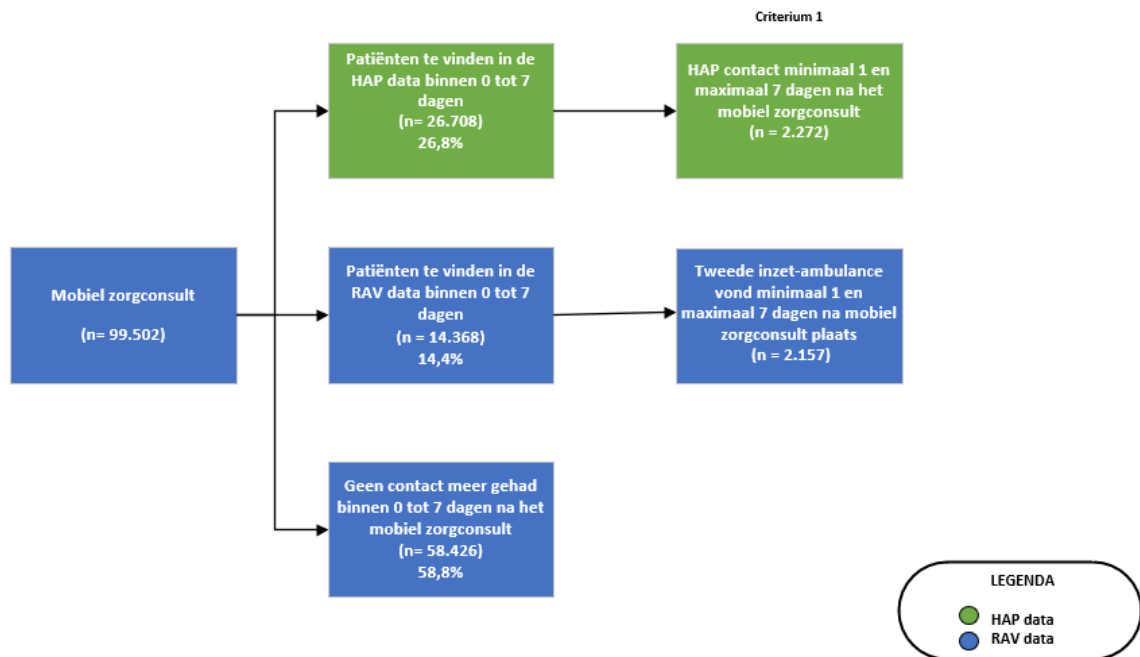 Criterium 1
Patiënten te vinden in de
HAP data binnen 0 tot 7
dagen
(n= 26.708)
26,8%
HAP contact minimaal 1 en
maximaal 7 dagen na het
mobiel zorgconsult
(n = 2.272)
Mobiel zorgconsult
(n= 99.502)
Patiënten te vinden in de
RAV data binnen 0 tot 7
dagen
(n = 14.368)
14,4%
Tweede inzet-ambulance
vond minimaal 1 en
maximaal 7 dagen na mobiel
zorgconsult plaats
(n = 2.157)
Geen contact meer gehad
binnen 0 tot 7 dagen na het
mobiel zorgconsult
(n= 58.426)
58,8%
LEGENDA
HAP data
RAV data